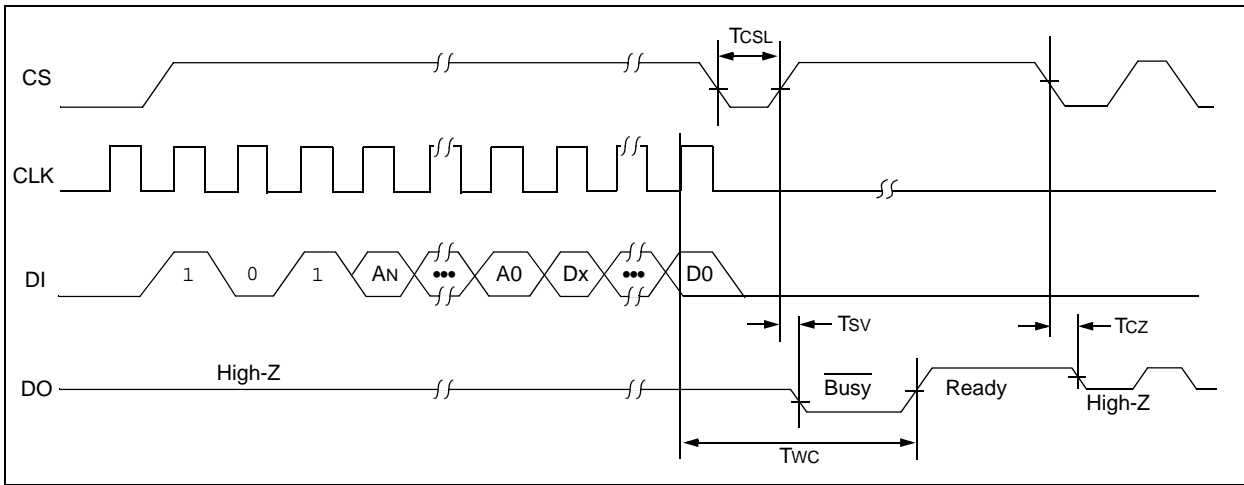 TCSL
CS
CLK
DI 1 0 1 AN ••• A0 Dx ••• D0
TSV TCZ
DO High-Z Busy Ready High-Z
TWC